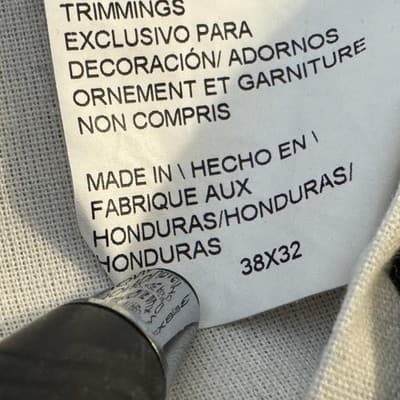 TRIMMINGS
EXCLUSIVO PARA
DECORACIÓN/ ADORNOS
ORNEMENT ET GARNITURE
NON COMPRIS
MADE IN \ HECHO EN \
FABRIQUE AUX
HONDURAS/HONDURAS/
HONDURAS
38X32